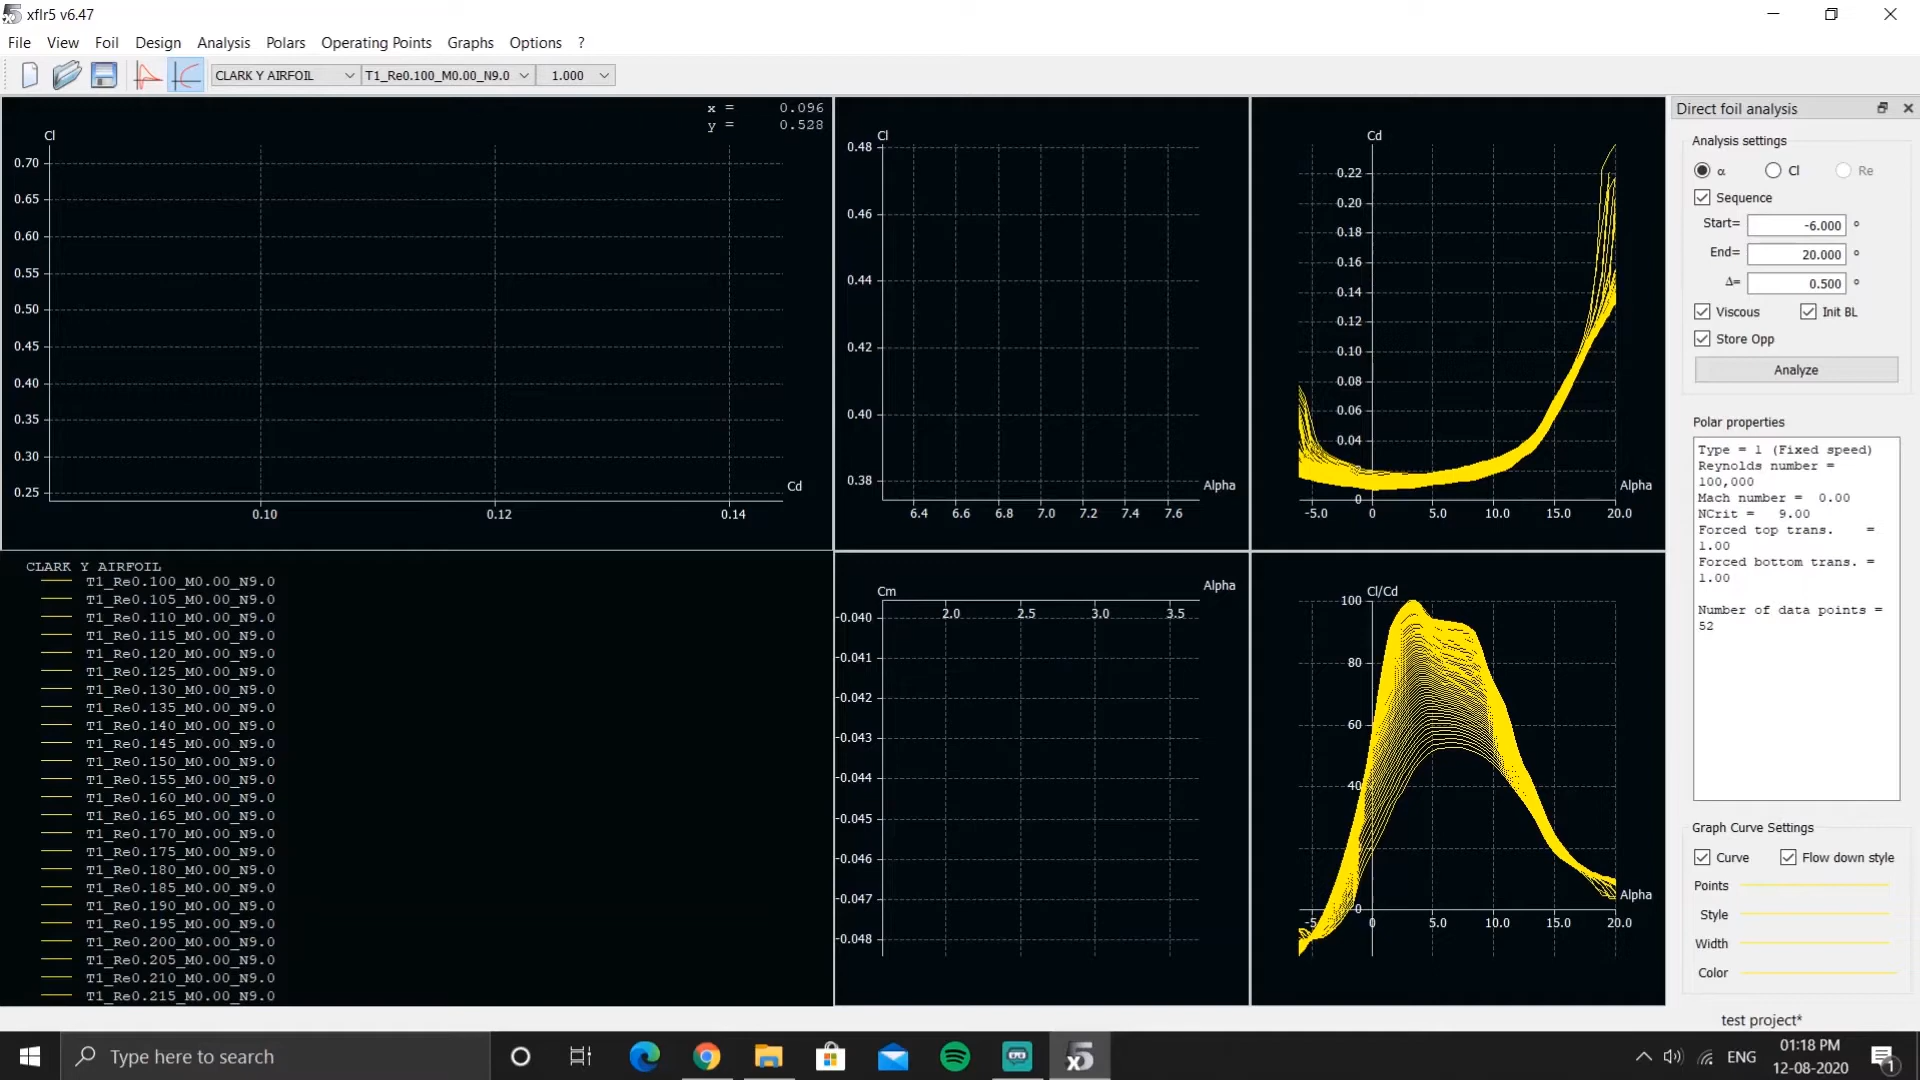 xflr5 v6.47
File View Foil Design Analysis Polars Operating Points Graphs Options ?
CLARK Y AIRFOIL T1_Re0.100_M0.00_N9.0 1.000
x = 0.096
y = 0.528
Cl
0.70
0.65
0.60
0.55
0.50
0.45
0.40
0.35
0.30
0.25
Cd
0.10 0.12 0.14
Cl
0.48
0.46
0.44
0.42
0.40
0.38
Alpha
6.4 6.6 6.8 7.0 7.2 7.4 7.6
Cd
0.22
0.20
0.18
0.16
0.14
0.12
0.10
0.08
0.06
0.04
0
Alpha
-5.0 0 5.0 10.0 15.0 20.0
CLARK Y AIRFOIL
T1_Re0.100_M0.00_N9.0
T1_Re0.105_M0.00_N9.0
T1_Re0.110_M0.00_N9.0
T1_Re0.115_M0.00_N9.0
T1_Re0.120_M0.00_N9.0
T1_Re0.125_M0.00_N9.0
T1_Re0.130_M0.00_N9.0
T1_Re0.135_M0.00_N9.0
T1_Re0.140_M0.00_N9.0
T1_Re0.145_M0.00_N9.0
T1_Re0.150_M0.00_N9.0
T1_Re0.155_M0.00_N9.0
T1_Re0.160_M0.00_N9.0
T1_Re0.165_M0.00_N9.0
T1_Re0.170_M0.00_N9.0
T1_Re0.175_M0.00_N9.0
T1_Re0.180_M0.00_N9.0
T1_Re0.185_M0.00_N9.0
T1_Re0.190_M0.00_N9.0
T1_Re0.195_M0.00_N9.0
T1_Re0.200_M0.00_N9.0
T1_Re0.205_M0.00_N9.0
T1_Re0.210_M0.00_N9.0
T1_Re0.215_M0.00_N9.0
Cm
Alpha
2.0 2.5 3.0 3.5
-0.040
-0.041
-0.042
-0.043
-0.044
-0.045
-0.046
-0.047
-0.048
Cl/Cd
100
80
60
40
0
Alpha
-5 0 5.0 10.0 15.0 20.0
Direct foil analysis
Analysis settings
α Cl Re
Sequence
Start= -6.000 °
End= 20.000 °
Δ= 0.500 °
Viscous Init BL
Store Opp
Analyze
Polar properties
Type = 1 (Fixed speed)
Reynolds number =
100,000
Mach number = 0.00
NCrit = 9.00
Forced top trans. =
1.00
Forced bottom trans. =
1.00
Number of data points =
52
Graph Curve Settings
Curve Flow down style
Points
Style
Width
Color
test project*
Type here to search
x5
ENG
01:18 PM
12-08-2020
1